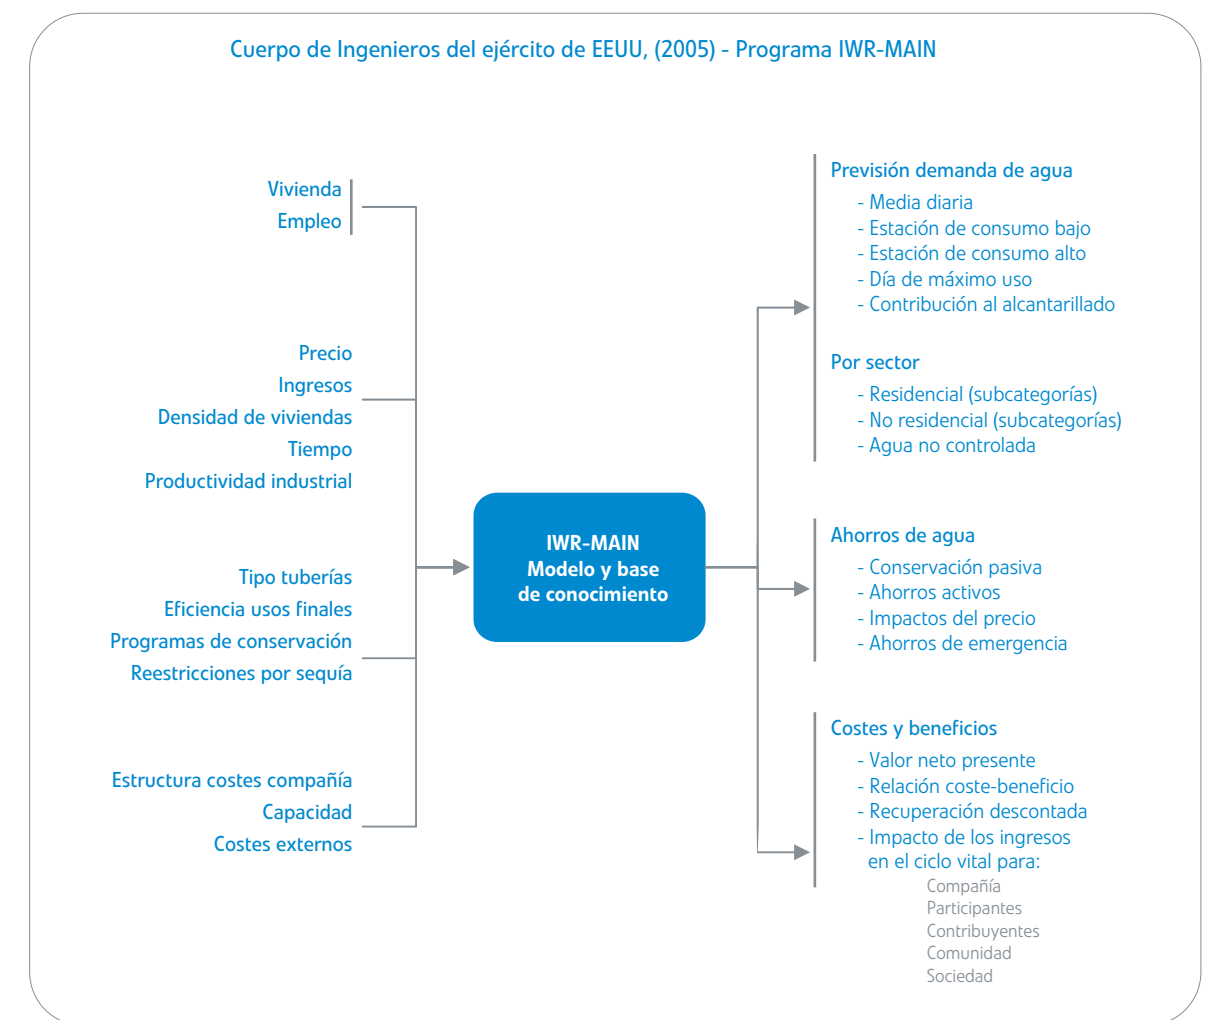 Cuerpo de Ingenieros del ejército de EEUU, (2005) - Programa IWR-MAIN
Vivienda
Empleo
Precio
Ingresos
Densidad de viviendas
Tiempo
Productividad industrial
Tipo tuberías
Eficiencia usos finales
Programas de conservación
Reestricciones por sequía
Estructura costes compañía
Capacidad
Costes externos
IWR-MAIN
Modelo y base
de conocimiento
Previsión demanda de agua
- Media diaria
- Estación de consumo bajo
- Estación de consumo alto
- Día de máximo uso
- Contribución al alcantarillado
Por sector
- Residencial (subcategorías)
- No residencial (subcategorías)
- Agua no controlada
Ahorros de agua
- Conservación pasiva
- Ahorros activos
- Impactos del precio
- Ahorros de emergencia
Costes y beneficios
- Valor neto presente
- Relación coste-beneficio
- Recuperación descontada
- Impacto de los ingresos
en el ciclo vital para:
Compañía
Participantes
Contribuyentes
Comunidad
Sociedad